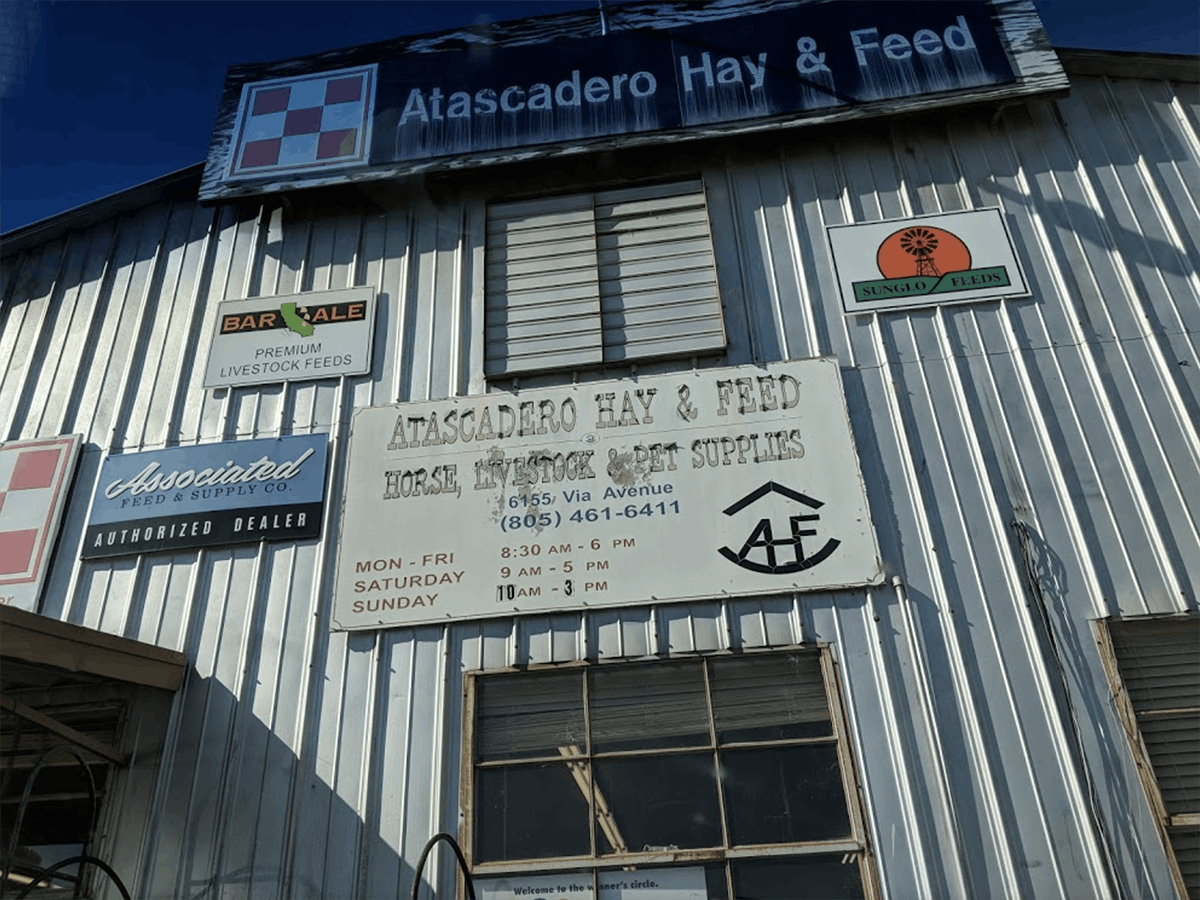 Atascadero Hay & Feed
SUNGLO FEEDS
BAR ALE
PREMIUM
LIVESTOCK FEEDS
Associated
FEED & SUPPLY CO.
AUTHORIZED DEALER
ATASCADERO HAY & FEED
HORSE, LIVESTOCK & PET SUPPLIES
6155 Via Avenue
(805) 461-6411
AHF
MON - FRI 8:30 AM - 6 PM
SATURDAY 9 AM - 5 PM
SUNDAY 10 AM - 3 PM
Welcome to the winner's circle.